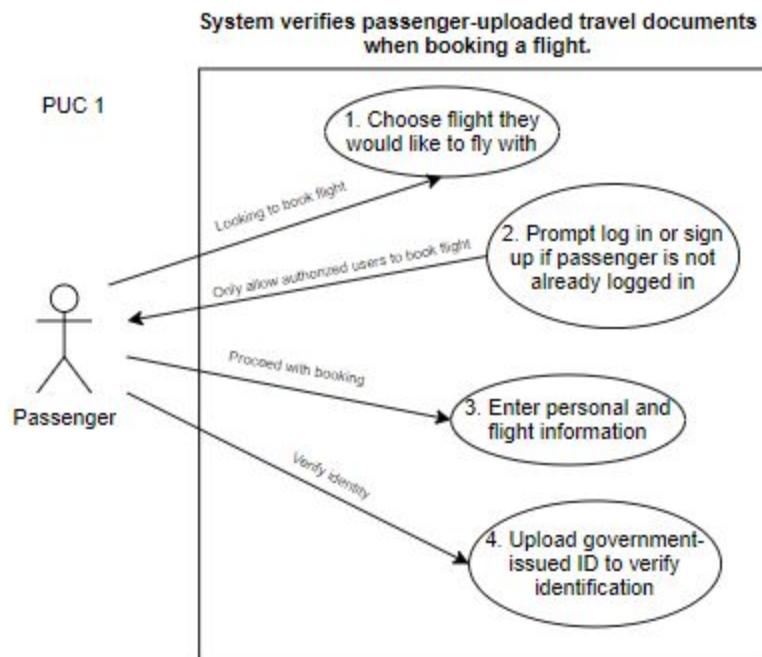 System verifies passenger-uploaded travel documents
when booking a flight.
PUC 1
1. Choose flight they
would like to fly with
Looking to book flight
2. Prompt log in or sign
up if passenger is not
already logged in
Only allow authorized users to book flight
Proceed with booking
Passenger
3. Enter personal and
flight information
Verify identity
4. Upload government-
issued ID to verify
identification